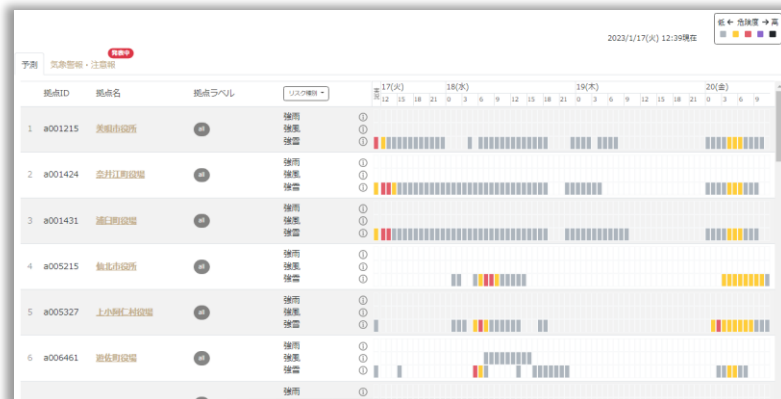 低 ← 危険度 → 高
2023/1/17(火) 12:39現在
発表中
予測 気象警報・注意報
拠点ID 拠点名 拠点ラベル リスク種別 17(火) 18(水) 19(木) 20(金)
12 15 18 21 0 3 6 9 12 15 18 21 0 3 6 9 12 15 18 21 0 3 6 9
強雨
1 a001215 美唄市役所 all 強風
強雪
強雨
2 a001424 奈井江町役場 all 強風
強雪
強雨
3 a001431 浦臼町役場 all 強風
強雪
強雨
4 a005215 仙北市役所 all 強風
強雪
強雨
5 a005327 上小阿仁村役場 all 強風
強雪
強雨
6 a006461 遊佐町役場 all 強風
強雪
強雨